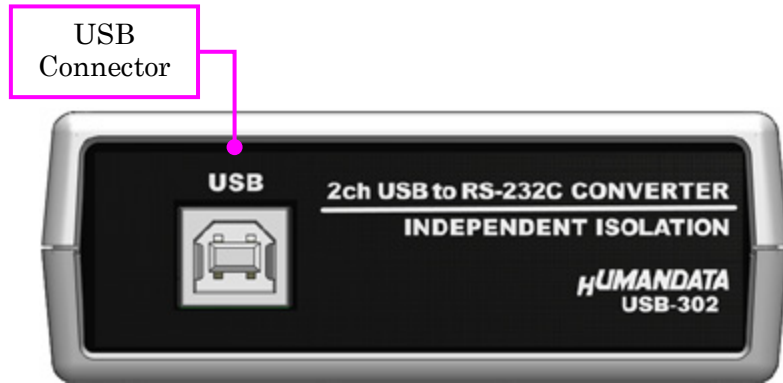 USB
Connector
USB
2ch USB to RS-232C CONVERTER
INDEPENDENT ISOLATION
HUMANDATA
USB-302